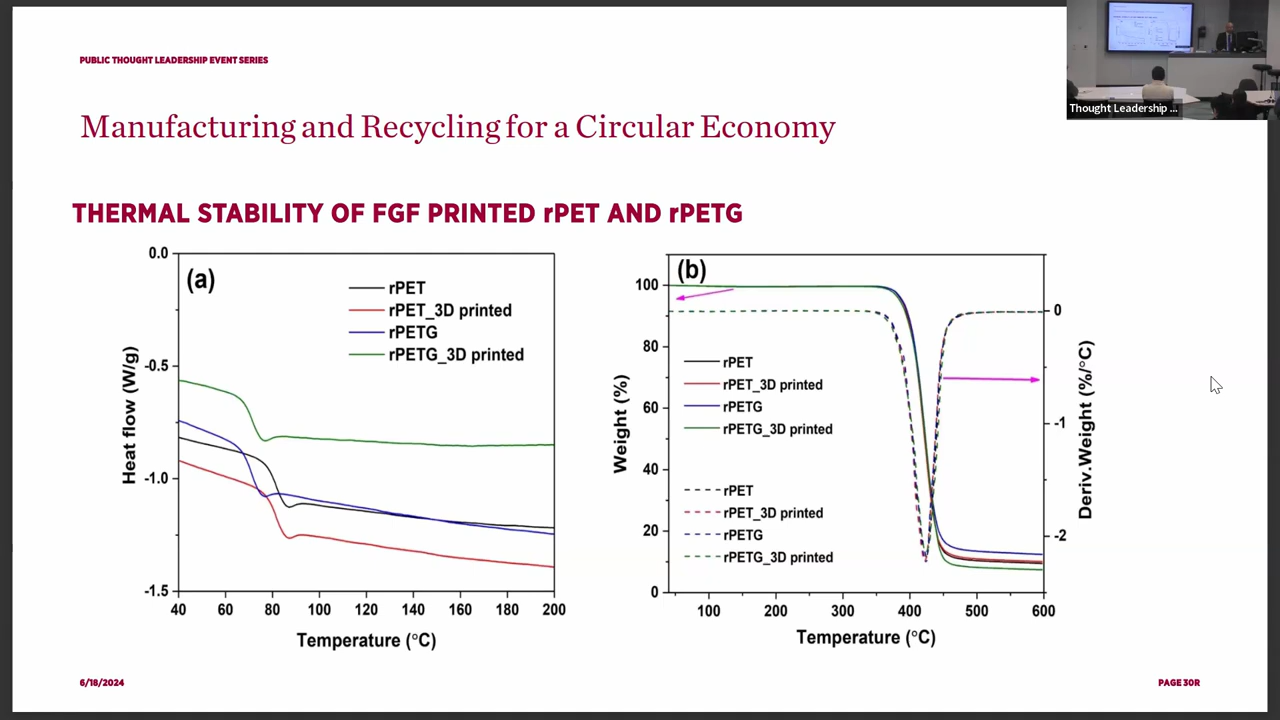 PUBLIC THOUGHT LEADERSHIP EVENT SERIES
Thought Leadership ...
Manufacturing and Recycling for a Circular Economy
THERMAL STABILITY OF FGF PRINTED rPET AND rPETG
(a)
rPET
rPET_3D printed
rPETG
rPETG_3D printed
Heat flow (W/g)
0.0
-0.5
-1.0
-1.5
40 60 80 100 120 140 160 180 200
Temperature (°C)
(b)
rPET
rPET_3D printed
rPETG
rPETG_3D printed
rPET
rPET_3D printed
rPETG
rPETG_3D printed
Weight (%)
100
80
60
40
20
0
0
-1
-2
Deriv.Weight (%/°C)
100 200 300 400 500 600
Temperature (°C)
6/18/2024
PAGE 30R